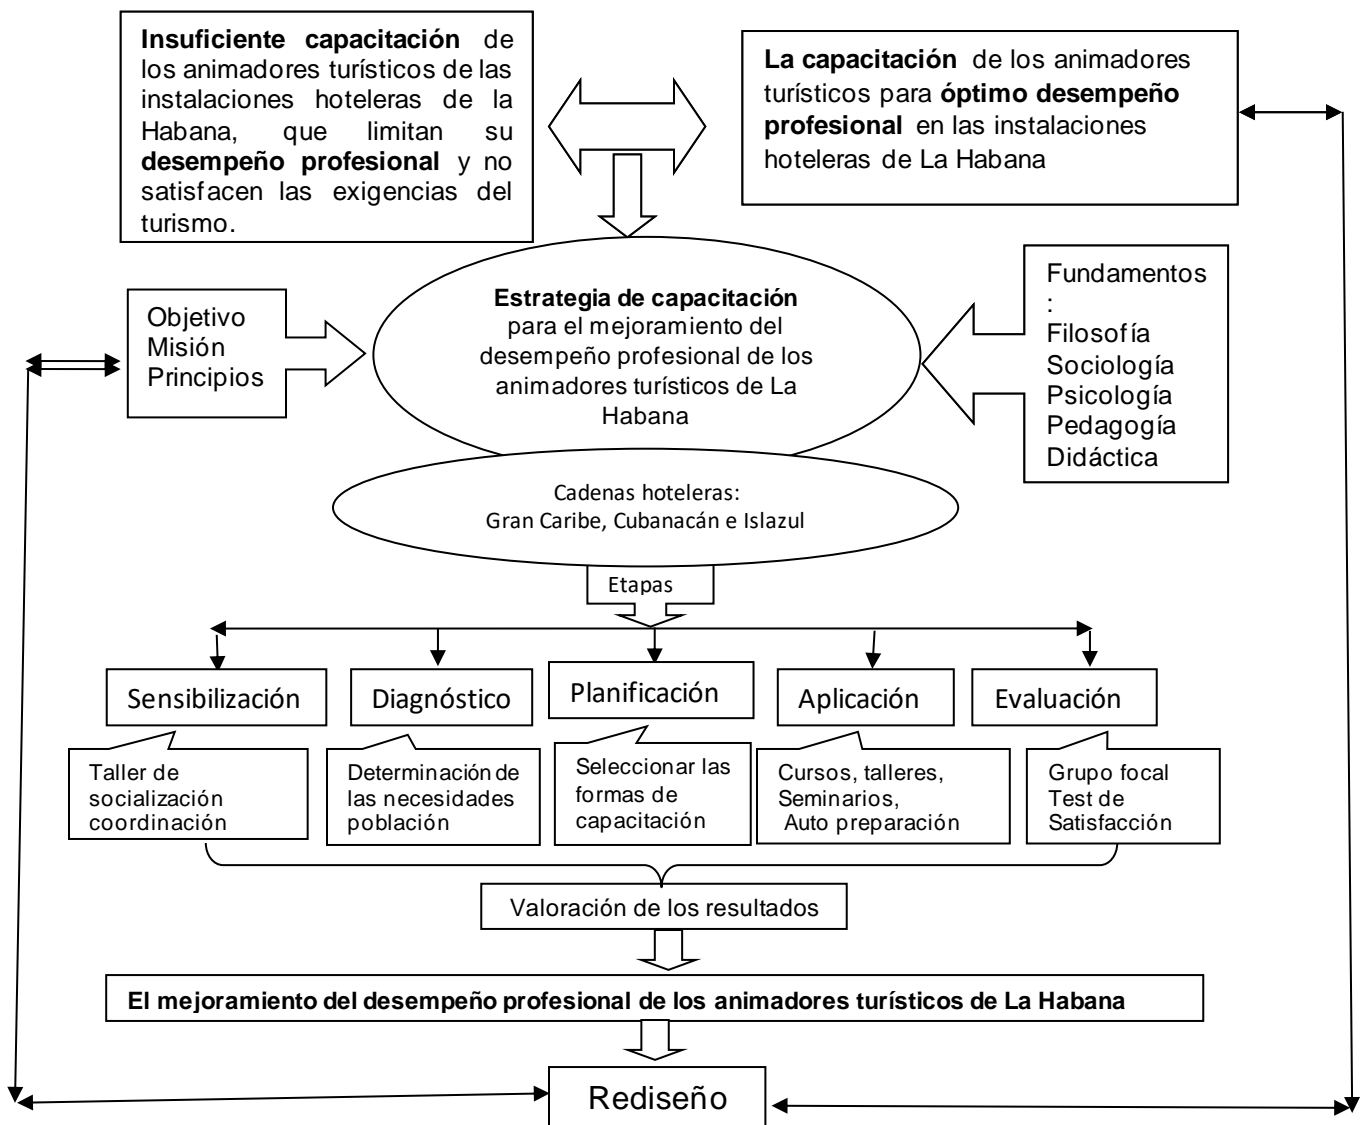 Insuficiente capacitación de
los animadores turísticos de las
instalaciones hoteleras de la
Habana, que limitan su
desempeño profesional y no
satisfacen las exigencias del
turismo.
La capacitación de los animadores
turísticos para óptimo desempeño
profesional en las instalaciones
hoteleras de La Habana
Objetivo
Misión
Principios
Estrategia de capacitación
para el mejoramiento del
desempeño profesional de los
animadores turísticos de La
Habana
Fundamentos
:
Filosofía
Sociología
Psicología
Pedagogía
Didáctica
Cadenas hoteleras:
Gran Caribe, Cubanacán e Islazul
Etapas
Sensibilización
Diagnóstico
Planificación
Aplicación
Evaluación
Taller de
socialización
coordinación
Determinación de
las necesidades
población
Seleccionar las
formas de
capacitación
Cursos, talleres,
Seminarios,
Auto preparación
Grupo focal
Test de
Satisfacción
Valoración de los resultados
El mejoramiento del desempeño profesional de los animadores turísticos de La Habana
Rediseño